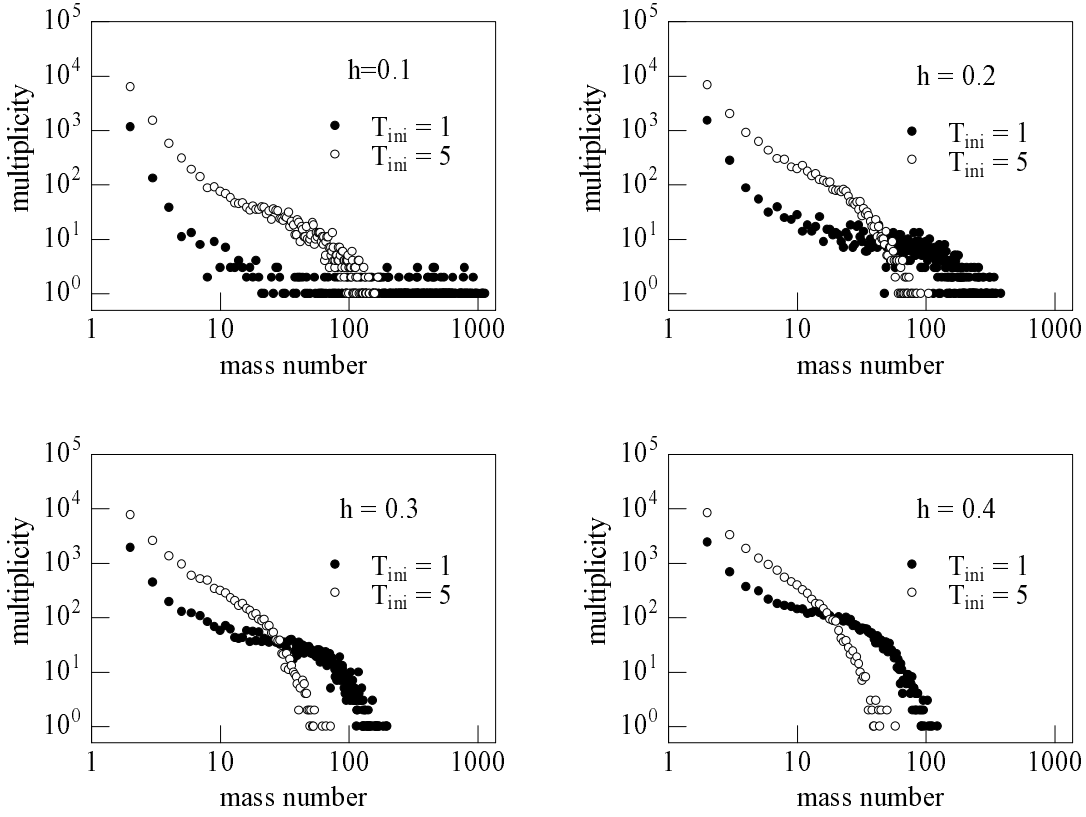 multiplicity
10^5
10^4
10^3
10^2
10^1
10^0
h=0.1
T_ini = 1
T_ini = 5
1 10 100 1000
mass number
multiplicity
10^5
10^4
10^3
10^2
10^1
10^0
h = 0.2
T_ini = 1
T_ini = 5
1 10 100 1000
mass number
multiplicity
10^5
10^4
10^3
10^2
10^1
10^0
h = 0.3
T_ini = 1
T_ini = 5
1 10 100 1000
mass number
multiplicity
10^5
10^4
10^3
10^2
10^1
10^0
h = 0.4
T_ini = 1
T_ini = 5
1 10 100 1000
mass number